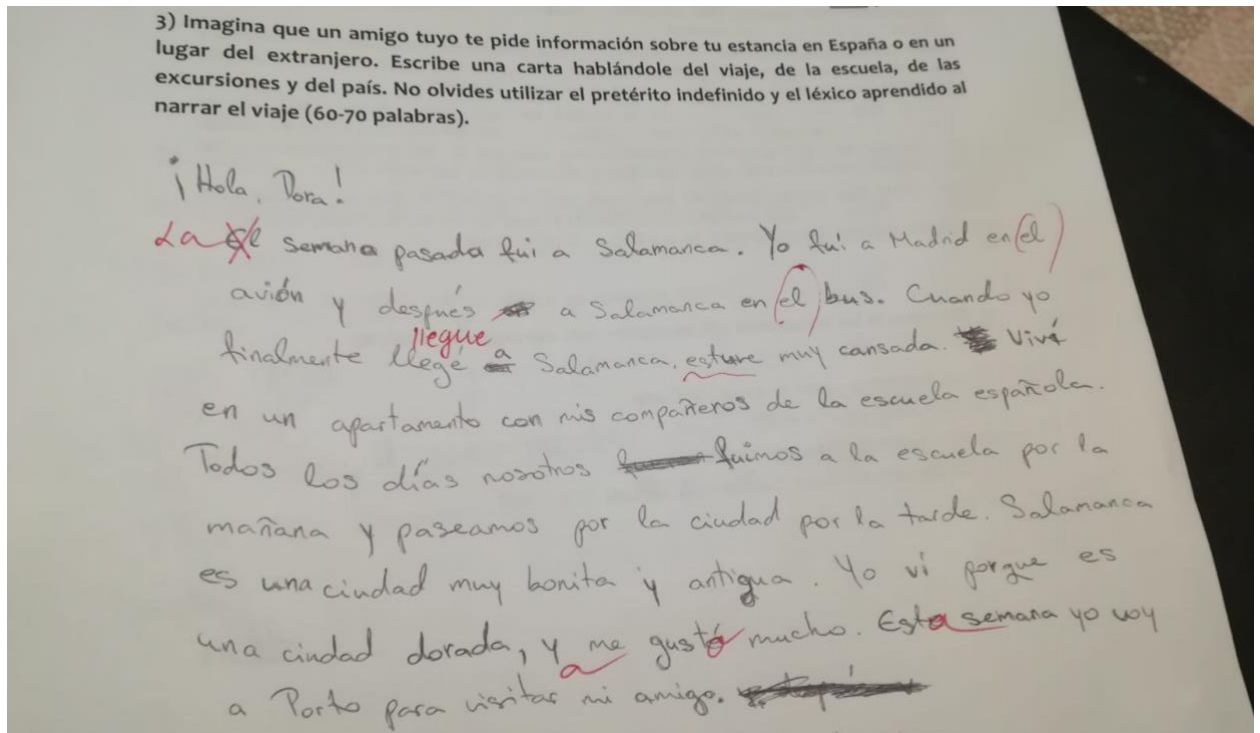 3) Imagina que un amigo tuyo te pide información sobre tu estancia en España o en un
lugar del extranjero. Escribe una carta hablándole del viaje, de la escuela, de las
excursiones y del país. No olvides utilizar el pretérito indefinido y el léxico aprendido al
narrar el viaje (60-70 palabras).
¡Hola, Dora!
La El semana pasada fui a Salamanca. Yo fui a Madrid en (el)
avión y después a Salamanca en (el) bus. Cuando yo
llegue
finalmente llegé a Salamanca, estuve muy cansada. Viví
en un apartamento con mis compañeros de la escuela española.
Todos los días nosotros fuimos a la escuela por la
mañana y paseamos por la ciudad por la tarde. Salamanca
es una ciudad muy bonita y antigua. Yo vi porque es
una ciudad dorada, y me gustó mucho. Esta semana yo voy
a
a Porto para visitar mi amigo.